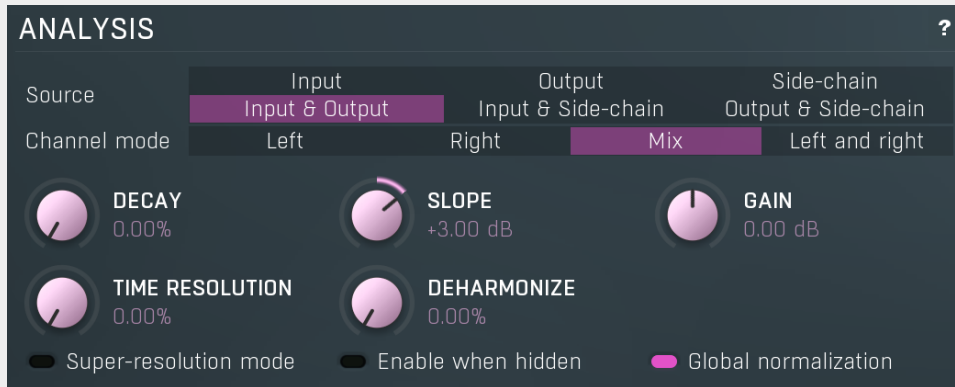 ANALYSIS ?
Source
Input Output Side-chain
Input & Output Input & Side-chain Output & Side-chain
Channel mode Left Right Mix Left and right
DECAY SLOPE GAIN
0.00% +3.00 dB 0.00 dB
TIME RESOLUTION DEHARMONIZE
0.00% 0.00%
Super-resolution mode Enable when hidden Global normalization